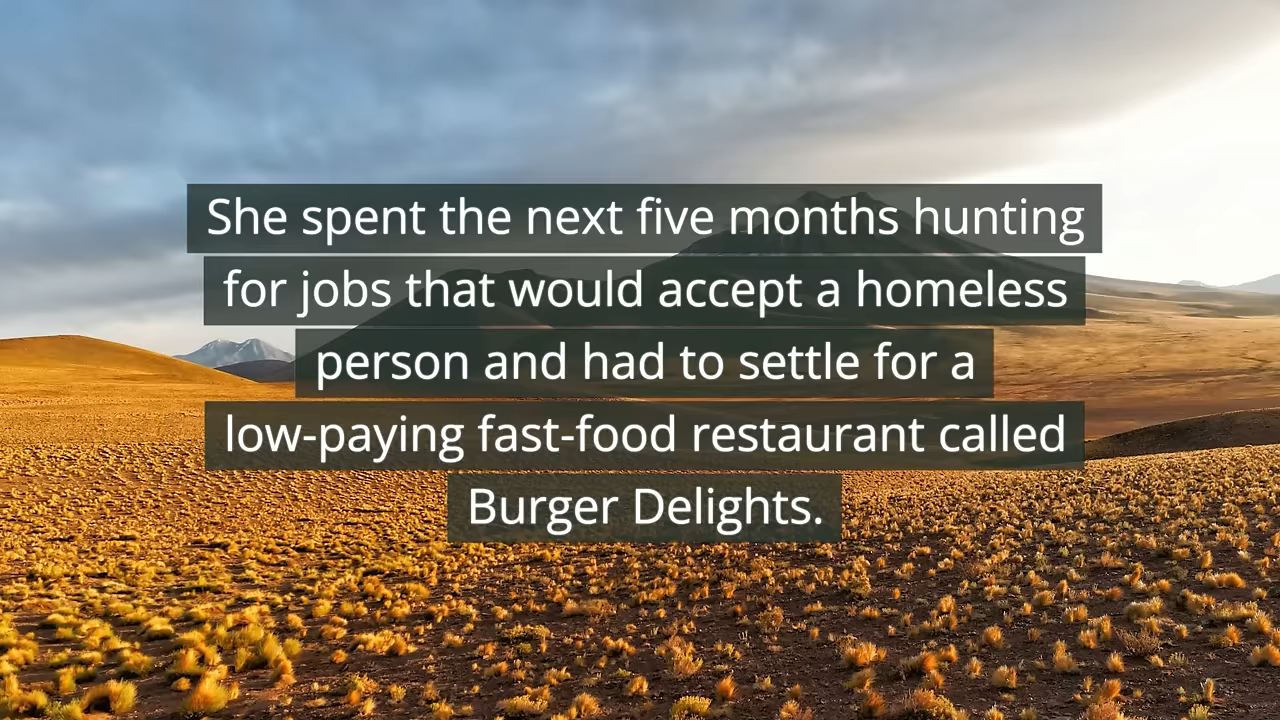 She spent the next five months hunting
for jobs that would accept a homeless
person and had to settle for a
low-paying fast-food restaurant called
Burger Delights.